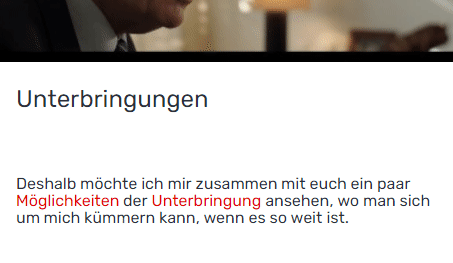 Unterbringungen
Deshalb möchte ich mir zusammen mit euch ein paar
Möglichkeiten der Unterbringung ansehen, wo man sich
um mich kümmern kann, wenn es so weit ist.